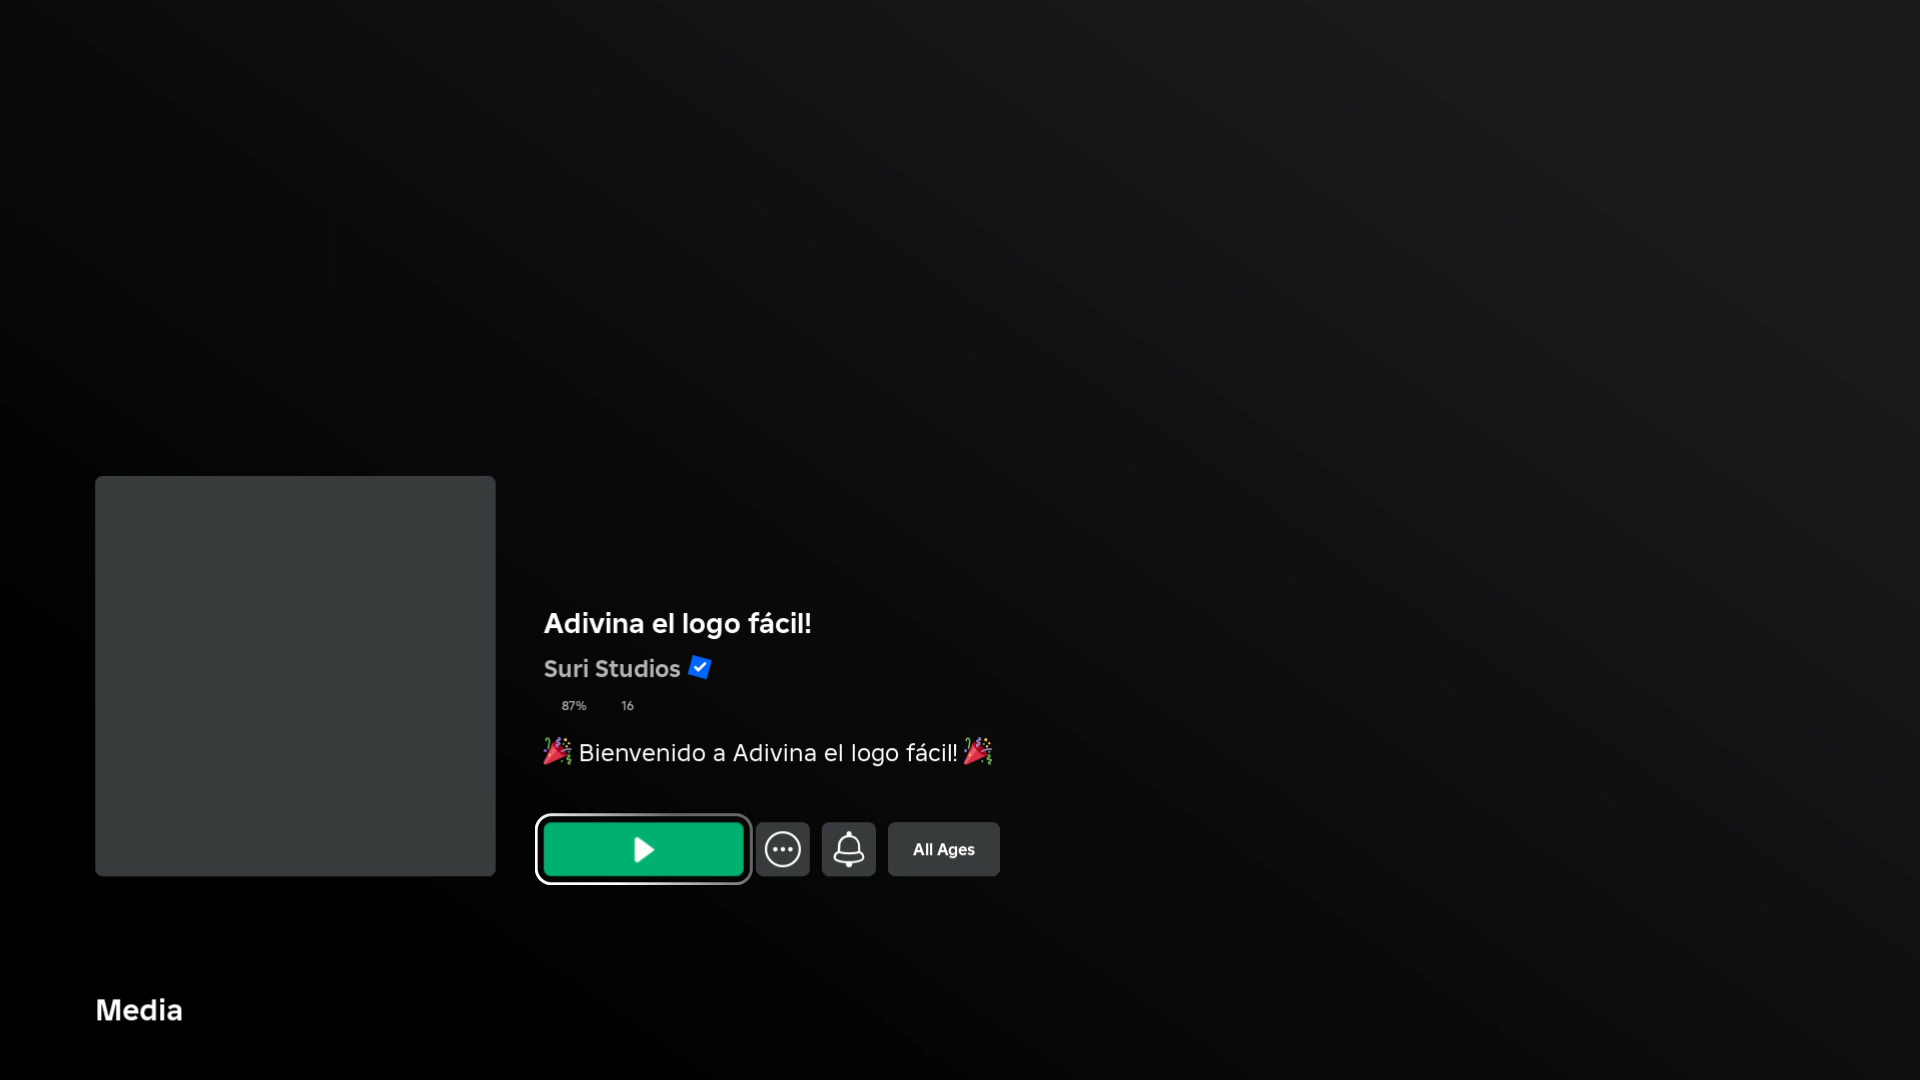 Adivina el logo fácil!
Suri Studios
87% 16
🎉 Bienvenido a Adivina el logo fácil! 🎉
All Ages
Media